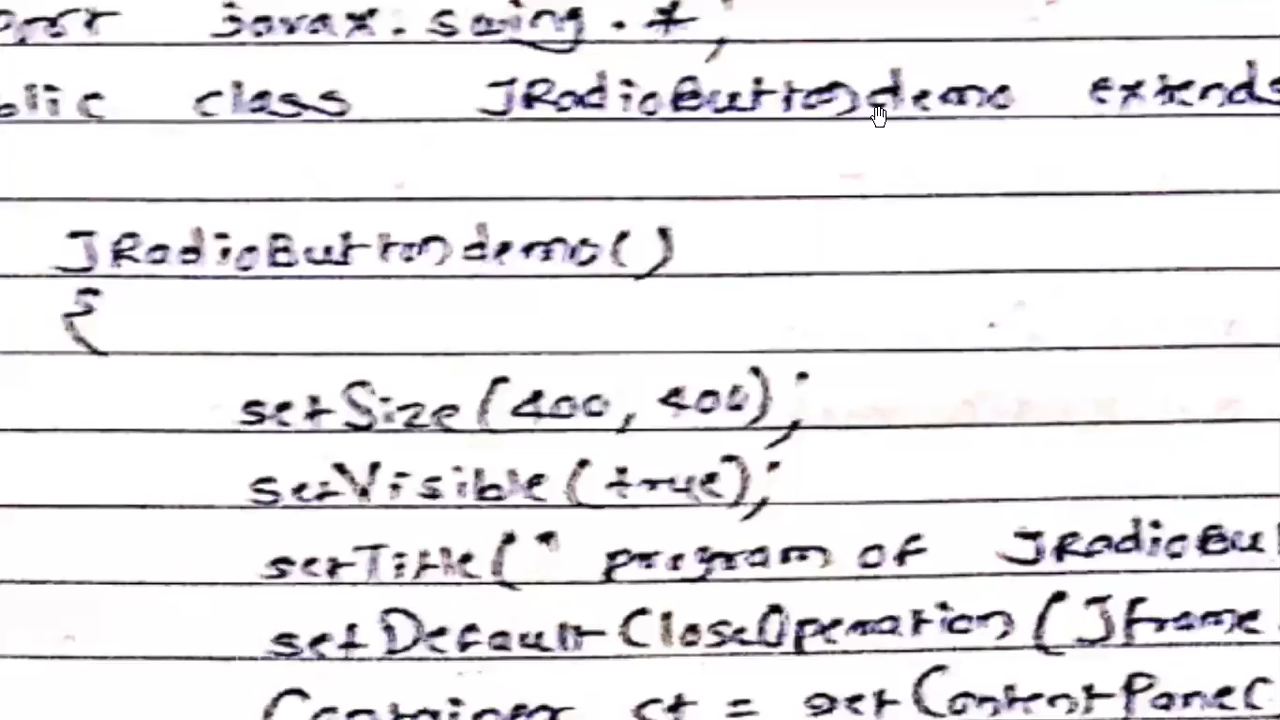 javax.swing.*;
class JRadioButtondemo extends
JRadioButtondemo()
{
setSize(400, 400);
setVisible(true);
setTitle(" program of JRadioBu
setDefaultCloseOperation(Jframe.
Container ct = getContentPane(